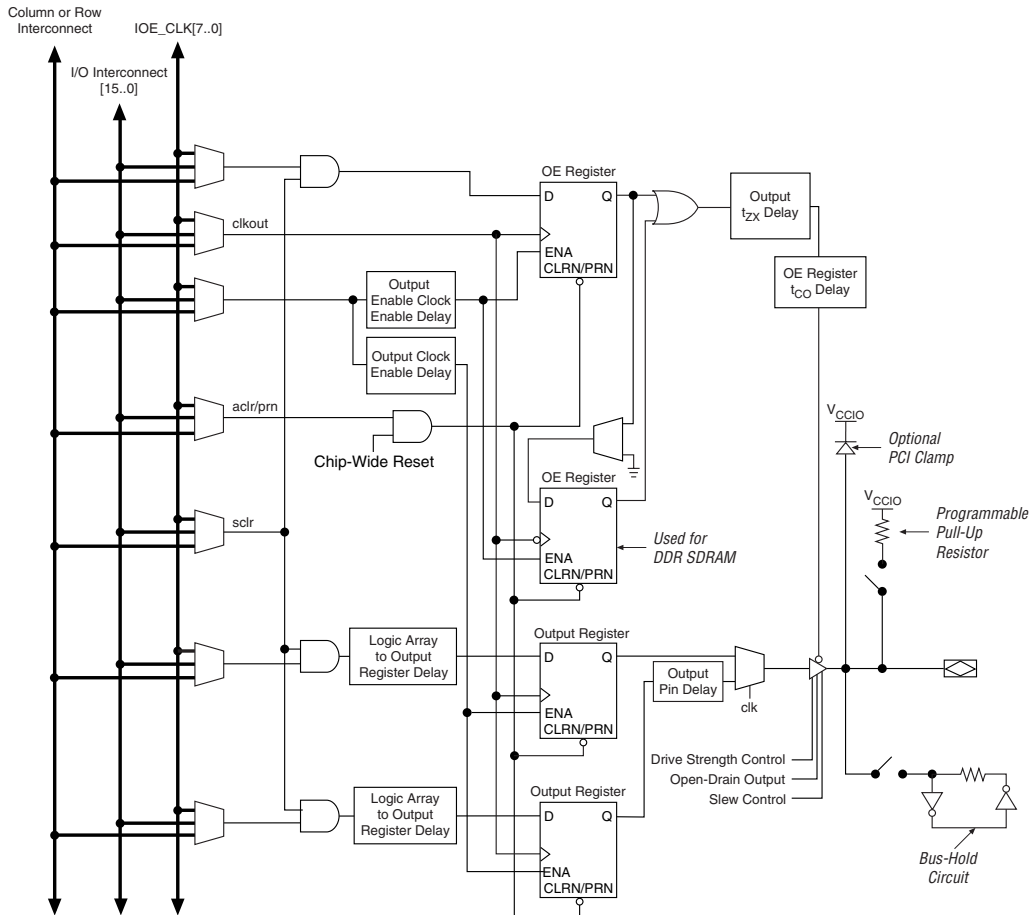 Column or Row
Interconnect
IOE_CLK[7..0]
I/O Interconnect
[15..0]
OE Register
D
Q
ENA
CLRN/PRN
Output
tZX Delay
clkout
OE Register
tCO Delay
Output
Enable Clock
Enable Delay
Output Clock
Enable Delay
aclr/prn
Chip-Wide Reset
VCCIO
Optional
PCI Clamp
OE Register
D
Q
ENA
CLRN/PRN
Used for
DDR SDRAM
VCCIO
Programmable
Pull-Up
Resistor
sclr
Logic Array
to Output
Register Delay
Output Register
D
Q
ENA
CLRN/PRN
Output
Pin Delay
clk
Drive Strength Control
Open-Drain Output
Slew Control
Logic Array
to Output
Register Delay
Output Register
D
Q
ENA
CLRN/PRN
Bus-Hold
Circuit